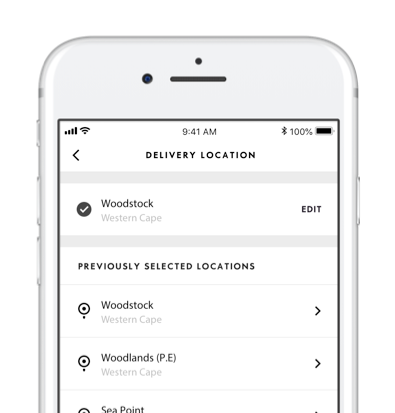 9:41 AM
100%
DELIVERY LOCATION
Woodstock
Western Cape
EDIT
PREVIOUSLY SELECTED LOCATIONS
Woodstock
Western Cape
Woodlands (P.E)
Western Cape
Sea Point